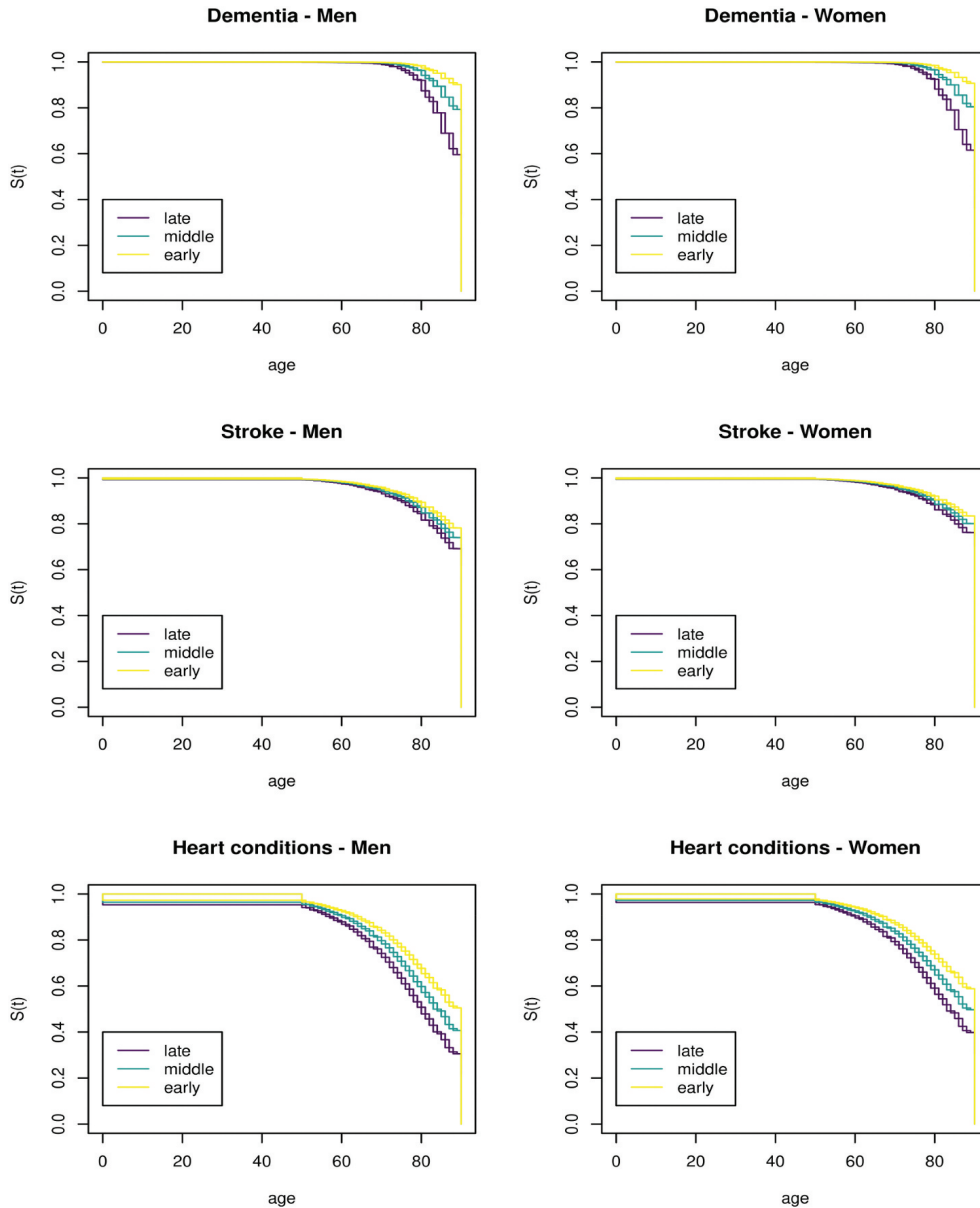 Dementia - Men
S(t)
1.0
0.8
0.6
0.4
0.2
0.0
late
middle
early
0 20 40 60 80
age
Dementia - Women
S(t)
1.0
0.8
0.6
0.4
0.2
0.0
late
middle
early
0 20 40 60 80
age
Stroke - Men
S(t)
1.0
0.8
0.6
0.4
0.2
0.0
late
middle
early
0 20 40 60 80
age
Stroke - Women
S(t)
1.0
0.8
0.6
0.4
0.2
0.0
late
middle
early
0 20 40 60 80
age
Heart conditions - Men
S(t)
1.0
0.8
0.6
0.4
0.2
0.0
late
middle
early
0 20 40 60 80
age
Heart conditions - Women
S(t)
1.0
0.8
0.6
0.4
0.2
0.0
late
middle
early
0 20 40 60 80
age